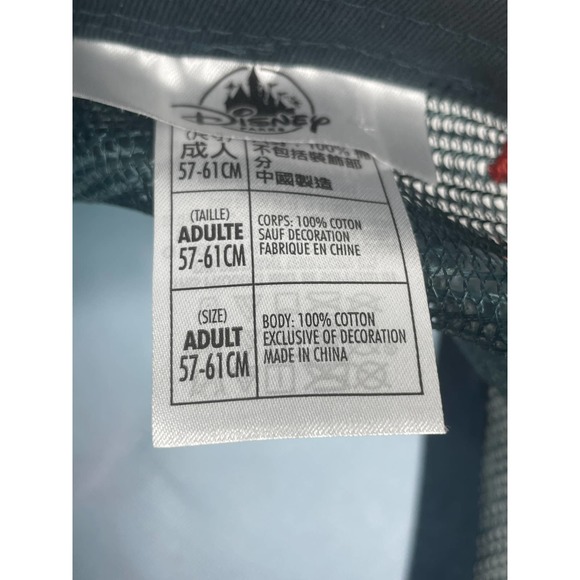 Disney
PARKS
成人
57-61CM
不包括裝飾部
分
中國製造
(TAILLE)
ADULTE
57-61CM
CORPS: 100% COTON
SAUF DECORATION
FABRIQUE EN CHINE
(SIZE)
ADULT
57-61CM
BODY: 100% COTTON
EXCLUSIVE OF DECORATION
MADE IN CHINA